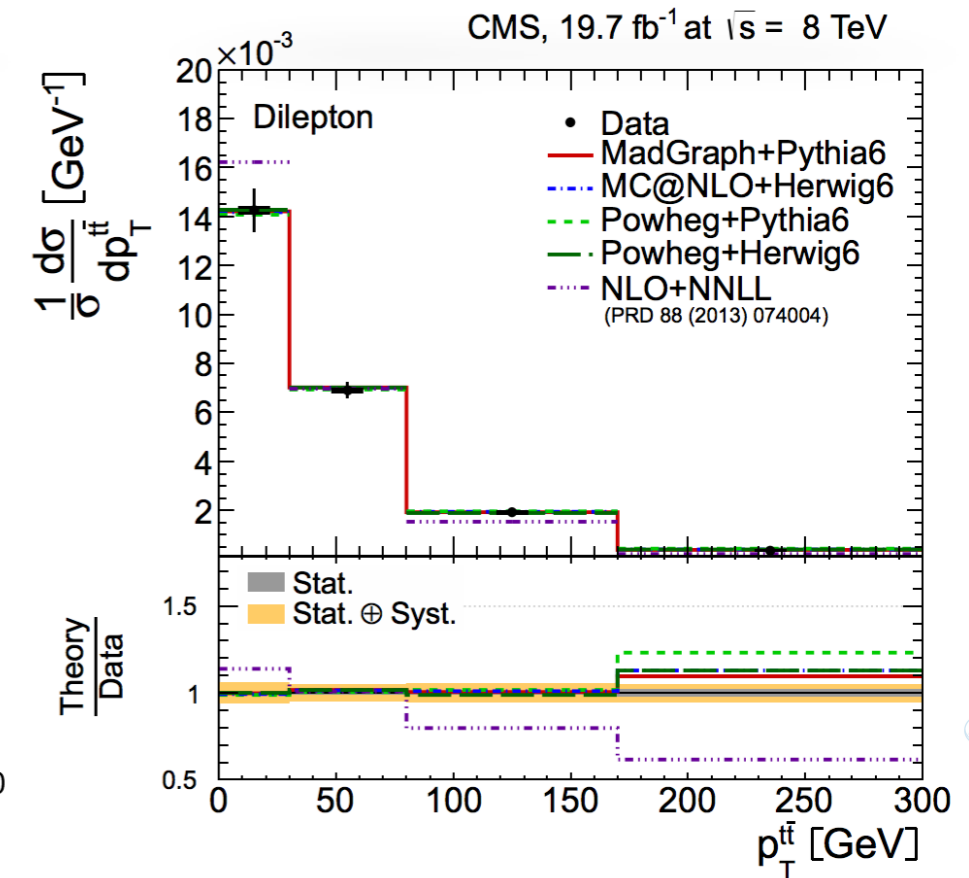 CMS, 19.7 fb⁻¹ at √s = 8 TeV
×10⁻³
1/σ dσ/dp_T^{tt̄} [GeV⁻¹]
20
18
16
14
12
10
8
6
4
2
Dilepton
Data
MadGraph+Pythia6
MC@NLO+Herwig6
Powheg+Pythia6
Powheg+Herwig6
NLO+NNLL
(PRD 88 (2013) 074004)
Theory
Data
1.5
1
0.5
Stat.
Stat. ⊕ Syst.
0
0 50 100 150 200 250 300
p_T^{tt̄} [GeV]